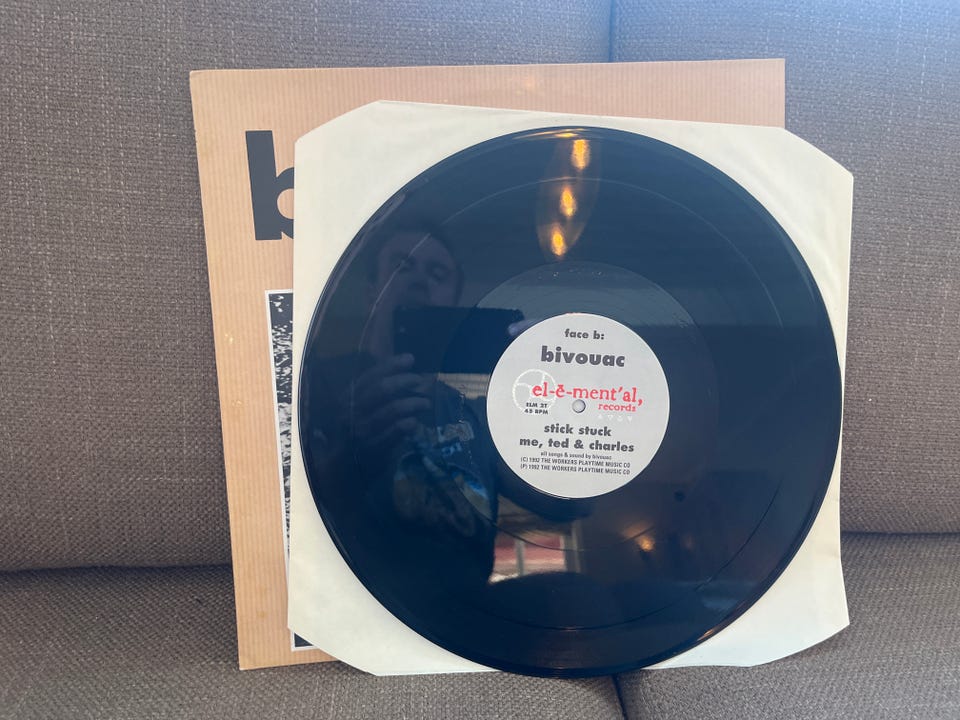 b
face b:
bivouac
el-ĕ-ment'al,
records
ELM 2T
45 BPM
stick stuck
me, ted & charles
all songs & sound by bivouac
(C) 1992 THE WORKERS PLAYTIME MUSIC CO
(P) 1992 THE WORKERS PLAYTIME MUSIC CO